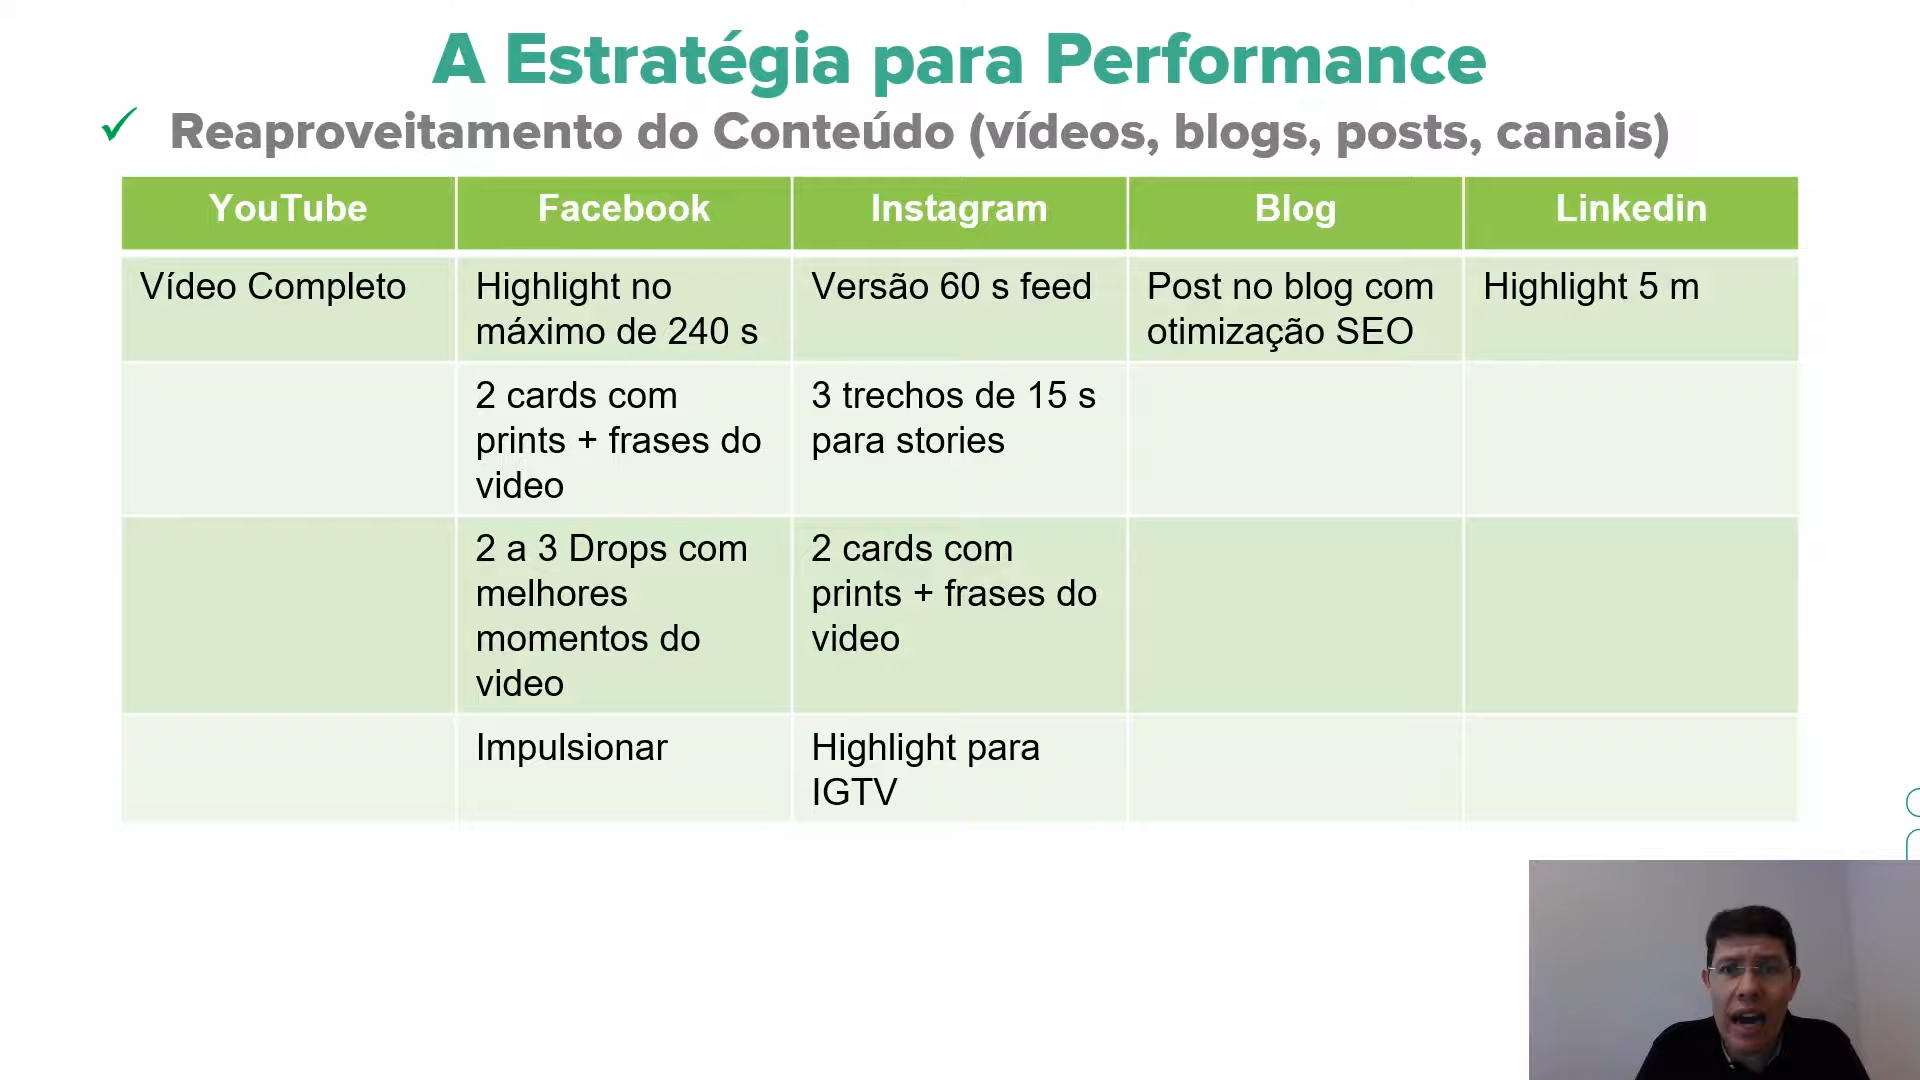 A Estratégia para Performance
✓ Reaproveitamento do Conteúdo (vídeos, blogs, posts, canais)
YouTube
Facebook
Instagram
Blog
Linkedin
Vídeo Completo
Highlight no
máximo de 240 s
Versão 60 s feed
Post no blog com
otimização SEO
Highlight 5 m
2 cards com
prints + frases do
video
3 trechos de 15 s
para stories
2 a 3 Drops com
melhores
momentos do
video
2 cards com
prints + frases do
video
Impulsionar
Highlight para
IGTV